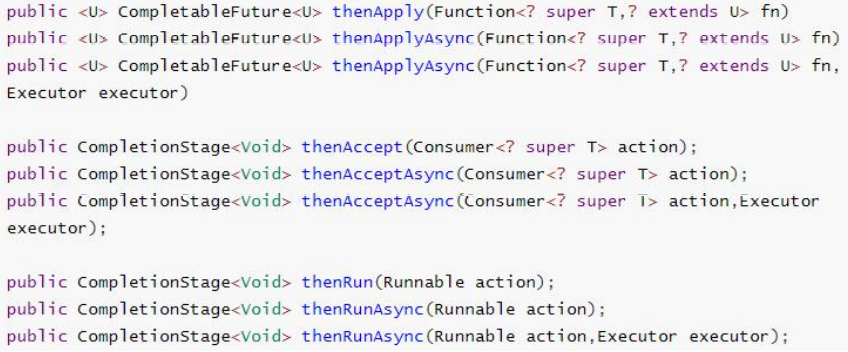 public <U> CompletableFuture<U> thenApply(Function<? super T,? extends U> fn)
public <U> CompletableFuture<U> thenApplyAsync(Function<? super T,? extends U> fn)
public <U> CompletableFuture<U> thenApplyAsync(Function<? super T,? extends U> fn,
Executor executor)
public CompletionStage<Void> thenAccept(Consumer<? super T> action);
public CompletionStage<Void> thenAcceptAsync(Consumer<? super T> action);
public CompletionStage<Void> thenAcceptAsync(Consumer<? super T> action,Executor
executor);
public CompletionStage<Void> thenRun(Runnable action);
public CompletionStage<Void> thenRunAsync(Runnable action);
public CompletionStage<Void> thenRunAsync(Runnable action,Executor executor);